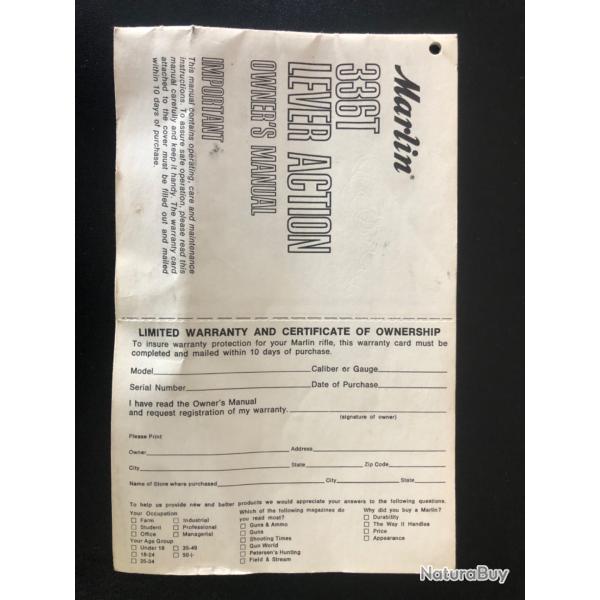 Marlin®
336T
LEVER ACTION
OWNER'S MANUAL
IMPORTANT
This manual contains operating, care and maintenance
instructions. To assure safe operation, please read this
manual carefully and keep it handy. The warranty card
attached to the cover must be filled out and mailed
within 10 days of purchase.
LIMITED WARRANTY AND CERTIFICATE OF OWNERSHIP
To insure warranty protection for your Marlin rifle, this warranty card must be
completed and mailed within 10 days of purchase.
Model Caliber or Gauge
Serial Number Date of Purchase
I have read the Owner's Manual
and request registration of my warranty.
(signature of owner)
Please Print
Owner Address
City State Zip Code
Name of Store where purchased City State
To help us provide new and better products we would appreciate your answers to the following questions.
Your Occupation
☐ Farm ☐ Industrial
☐ Student ☐ Professional
☐ Office ☐ Managerial
Your Age Group
☐ Under 18 ☐ 35-49
☐ 18-24 ☐ 50+
☐ 25-34
Which of the following magazines do
you read most?
☐ Guns & Ammo
☐ Guns
☐ Shooting Times
☐ Gun World
☐ Petersen's Hunting
☐ Field & Stream
Why did you buy a Marlin?
☐ Durability
☐ The Way it Handles
☐ Price
☐ Appearance
NaturaBuy